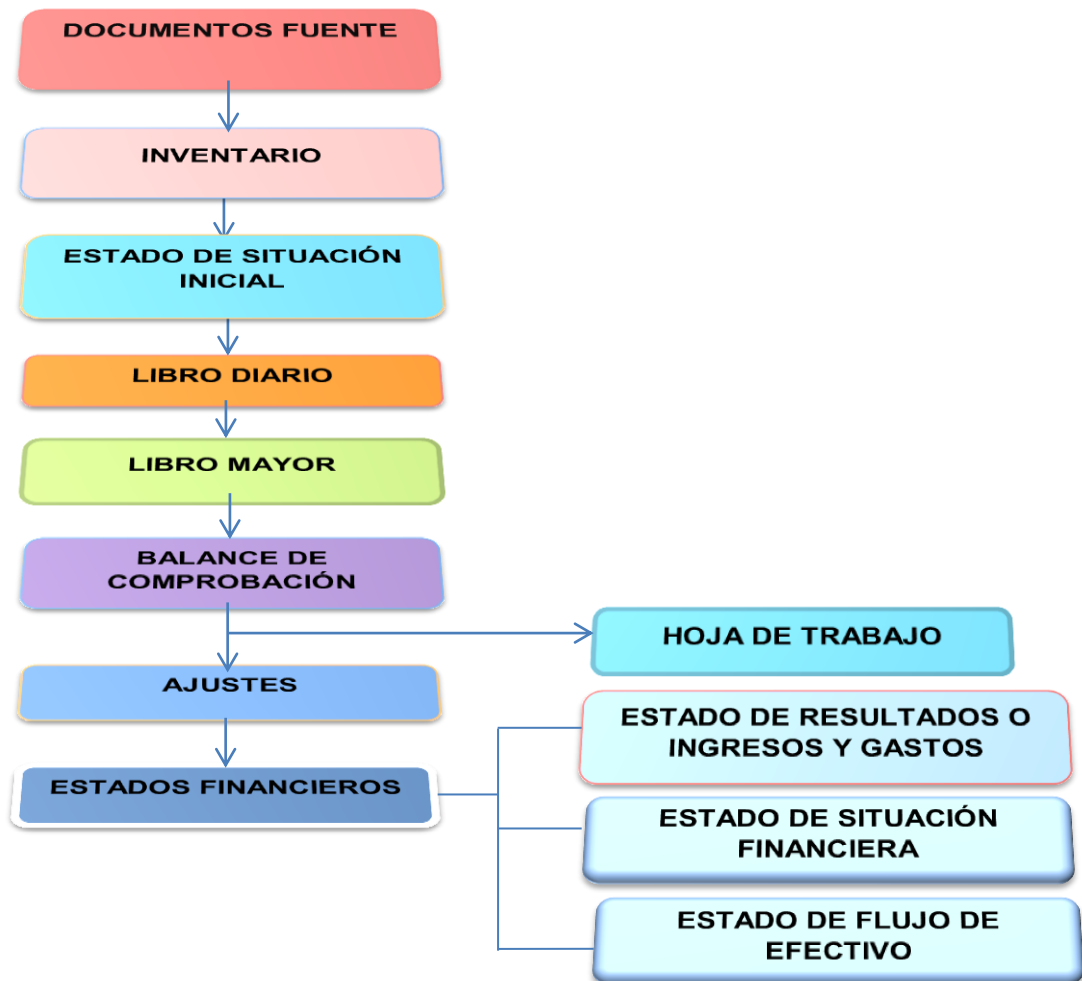 DOCUMENTOS FUENTE
INVENTARIO
ESTADO DE SITUACIÓN
INICIAL
LIBRO DIARIO
LIBRO MAYOR
BALANCE DE
COMPROBACIÓN
HOJA DE TRABAJO
AJUSTES
ESTADOS FINANCIEROS
ESTADO DE RESULTADOS O
INGRESOS Y GASTOS
ESTADO DE SITUACIÓN
FINANCIERA
ESTADO DE FLUJO DE
EFECTIVO